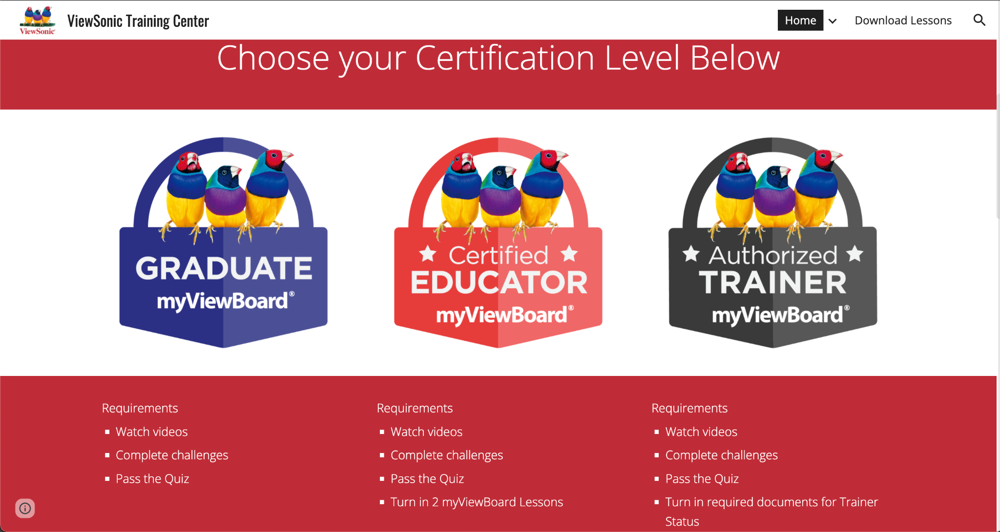 ViewSonic
ViewSonic Training Center
Home
Download Lessons
Choose your Certification Level Below
GRADUATE
myViewBoard®
Certified
EDUCATOR
myViewBoard®
Authorized
TRAINER
myViewBoard®
Requirements
Watch videos
Complete challenges
Pass the Quiz
Requirements
Watch videos
Complete challenges
Pass the Quiz
Turn in 2 myViewBoard Lessons
Requirements
Watch videos
Complete challenges
Pass the Quiz
Turn in required documents for Trainer
Status